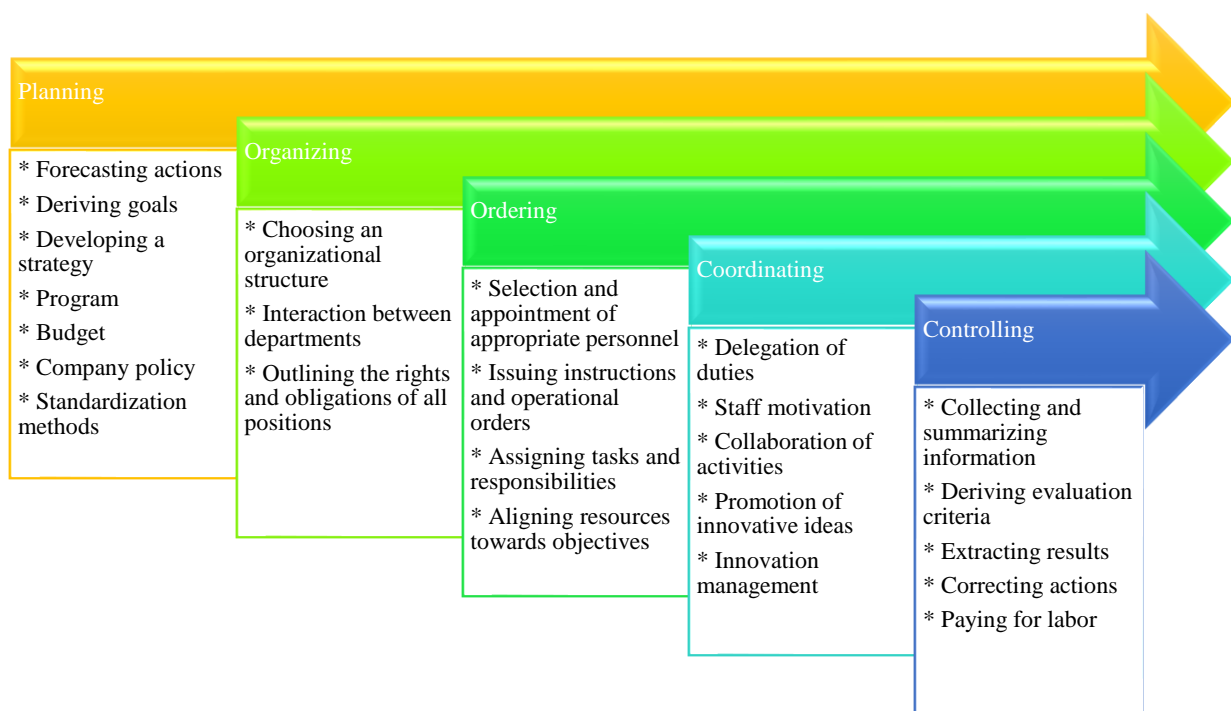 Planning
* Forecasting actions
* Deriving goals
* Developing a
strategy
* Program
* Budget
* Company policy
* Standardization
methods
Organizing
* Choosing an
organizational
structure
* Interaction between
departments
* Outlining the rights
and obligations of all
positions
Ordering
* Selection and
appointment of
appropriate personnel
* Issuing instructions
and operational
orders
* Assigning tasks and
responsibilities
* Aligning resources
towards objectives
Coordinating
* Delegation of
duties
* Staff motivation
* Collaboration of
activities
* Promotion of
innovative ideas
* Innovation
management
Controlling
* Collecting and
summarizing
information
* Deriving evaluation
criteria
* Extracting results
* Correcting actions
* Paying for labor